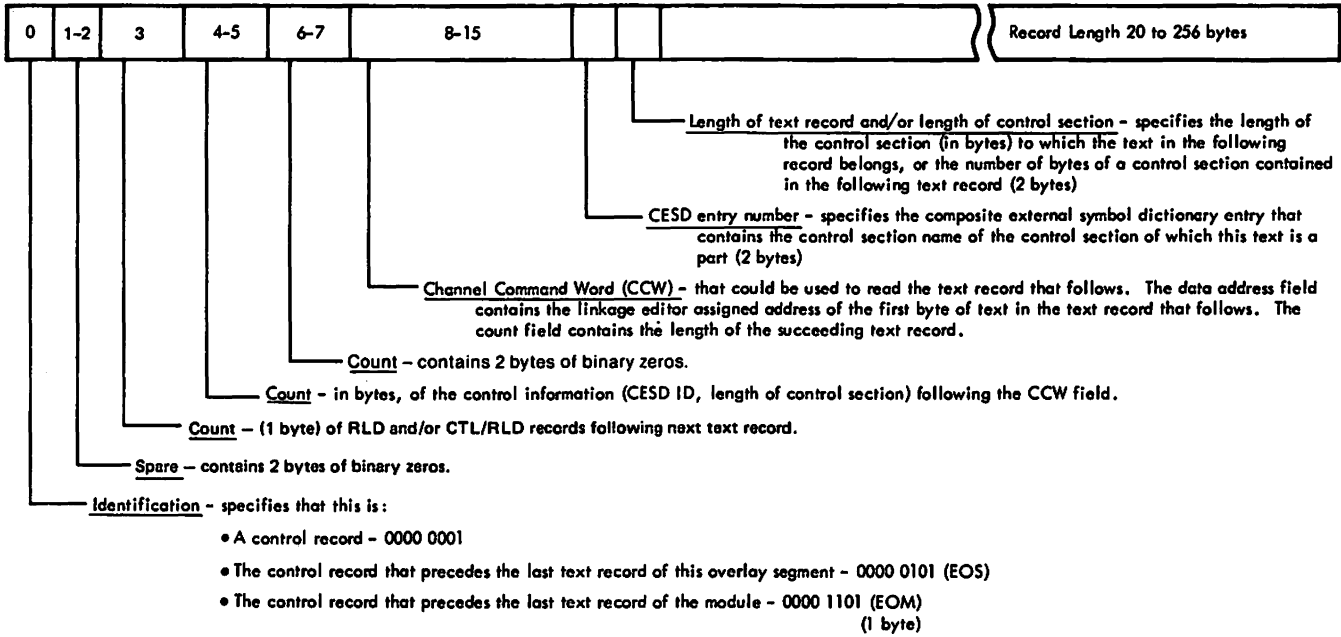 0 1-2 3 4-5 6-7 8-15 Record Length 20 to 256 bytes
Length of text record and/or length of control section - specifies the length of
the control section (in bytes) to which the text in the following
record belongs, or the number of bytes of a control section contained
in the following text record (2 bytes)
CESD entry number - specifies the composite external symbol dictionary entry that
contains the control section name of the control section of which this text is a
part (2 bytes)
Channel Command Word (CCW) - that could be used to read the text record that follows. The data address field
contains the linkage editor assigned address of the first byte of text in the text record that follows. The
count field contains the length of the succeeding text record.
Count - contains 2 bytes of binary zeros.
Count - in bytes, of the control information (CESD ID, length of control section) following the CCW field.
Count - (1 byte) of RLD and/or CTL/RLD records following next text record.
Spare - contains 2 bytes of binary zeros.
Identification - specifies that this is:
• A control record - 0000 0001
• The control record that precedes the last text record of this overlay segment - 0000 0101 (EOS)
• The control record that precedes the last text record of the module - 0000 1101 (EOM)
(1 byte)